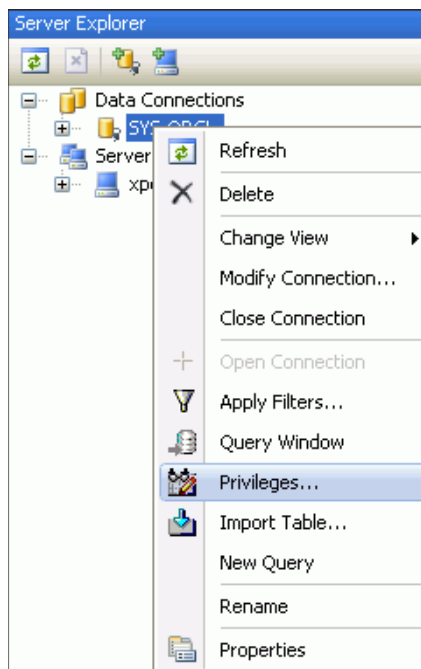 Server Explorer
Data Connections
Server
Refresh
Delete
Change View
Modify Connection...
Close Connection
Open Connection
Apply Filters...
Query Window
Privileges...
Import Table...
New Query
Rename
Properties